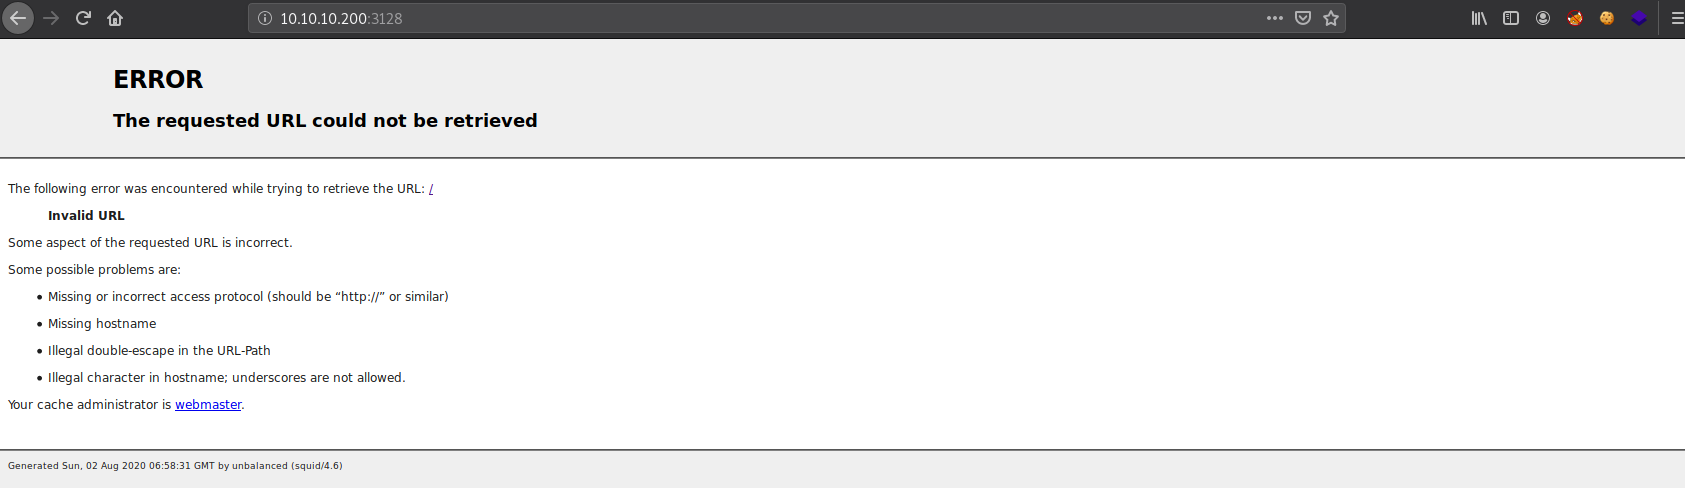 10.10.10.200:3128
ERROR
The requested URL could not be retrieved
The following error was encountered while trying to retrieve the URL: /
Invalid URL
Some aspect of the requested URL is incorrect.
Some possible problems are:
• Missing or incorrect access protocol (should be “http://” or similar)
• Missing hostname
• Illegal double-escape in the URL-Path
• Illegal character in hostname; underscores are not allowed.
Your cache administrator is webmaster.
Generated Sun, 02 Aug 2020 06:58:31 GMT by unbalanced (squid/4.6)